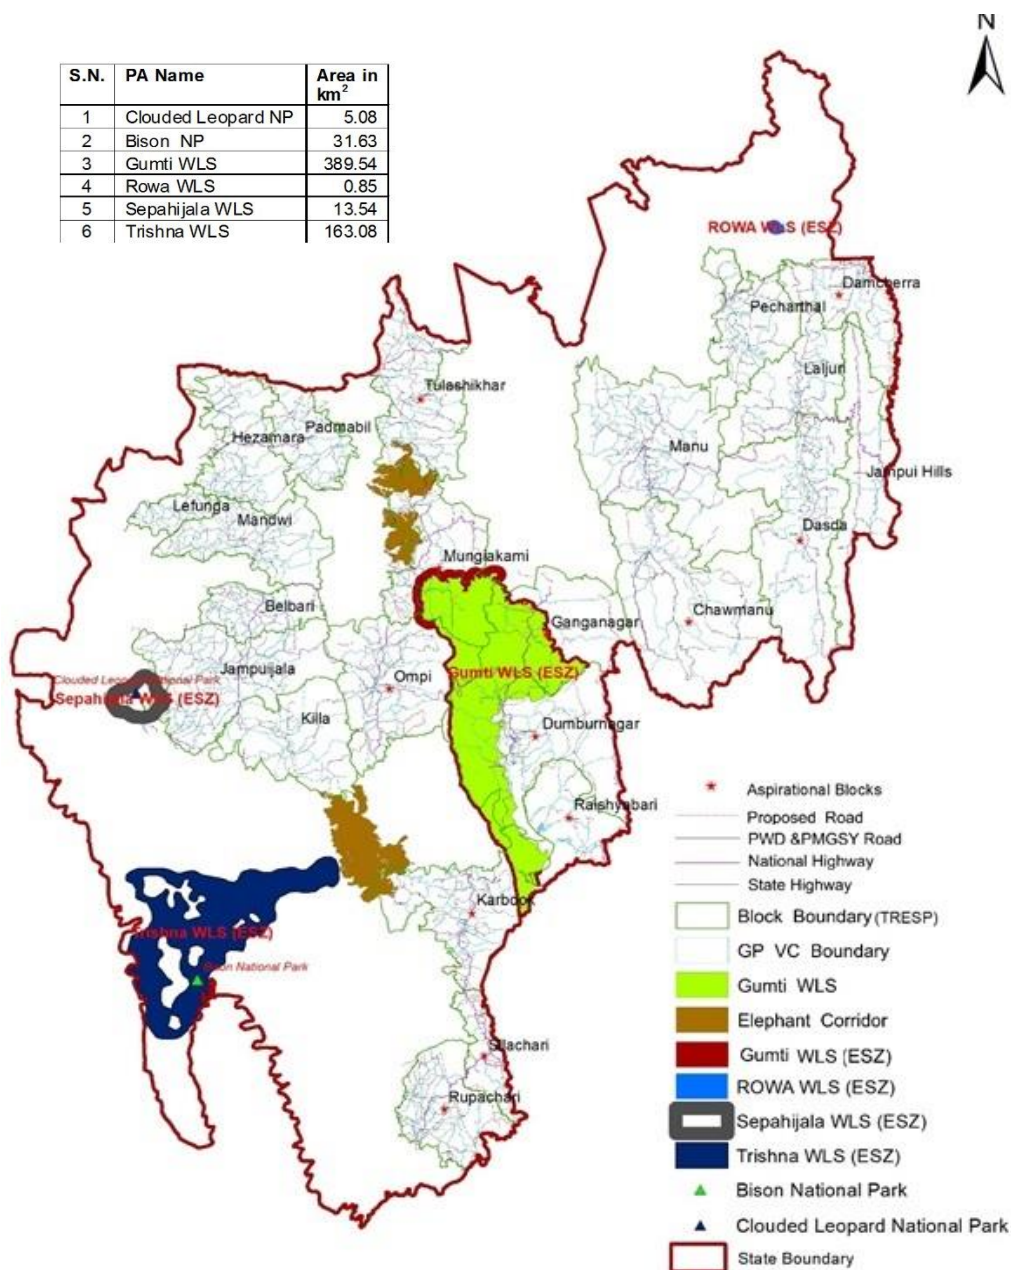 N
S.N. PA Name Area in
km²
1 Clouded Leopard NP 5.08
2 Bison NP 31.63
3 Gumti WLS 389.54
4 Rowa WLS 0.85
5 Sepahijala WLS 13.54
6 Trishna WLS 163.08
ROWA WLS (ESZ)
Damcherra
Pecharthal
Laljuri
Tulashikhar
Padmabil
Hezamara
Manu
Jampui Hills
Lefunga
Mandwi
Dasda
Mungiakami
Belbari
Chawmanu
Ganganagar
Jampuijala
Ompi
Gumti WLS (ESZ)
Clouded Leopard National Park
Sepahijala WLS (ESZ)
Killa
Dumburnagar
Raishyabari
Karbook
Trishna WLS (ESZ)
Bison National Park
Silachari
Rupachari
Aspirational Blocks
Proposed Road
PWD &PMGSY Road
National Highway
State Highway
Block Boundary (TRESP)
GP VC Boundary
Gumti WLS
Elephant Corridor
Gumti WLS (ESZ)
ROWA WLS (ESZ)
Sepahijala WLS (ESZ)
Trishna WLS (ESZ)
Bison National Park
Clouded Leopard National Park
State Boundary